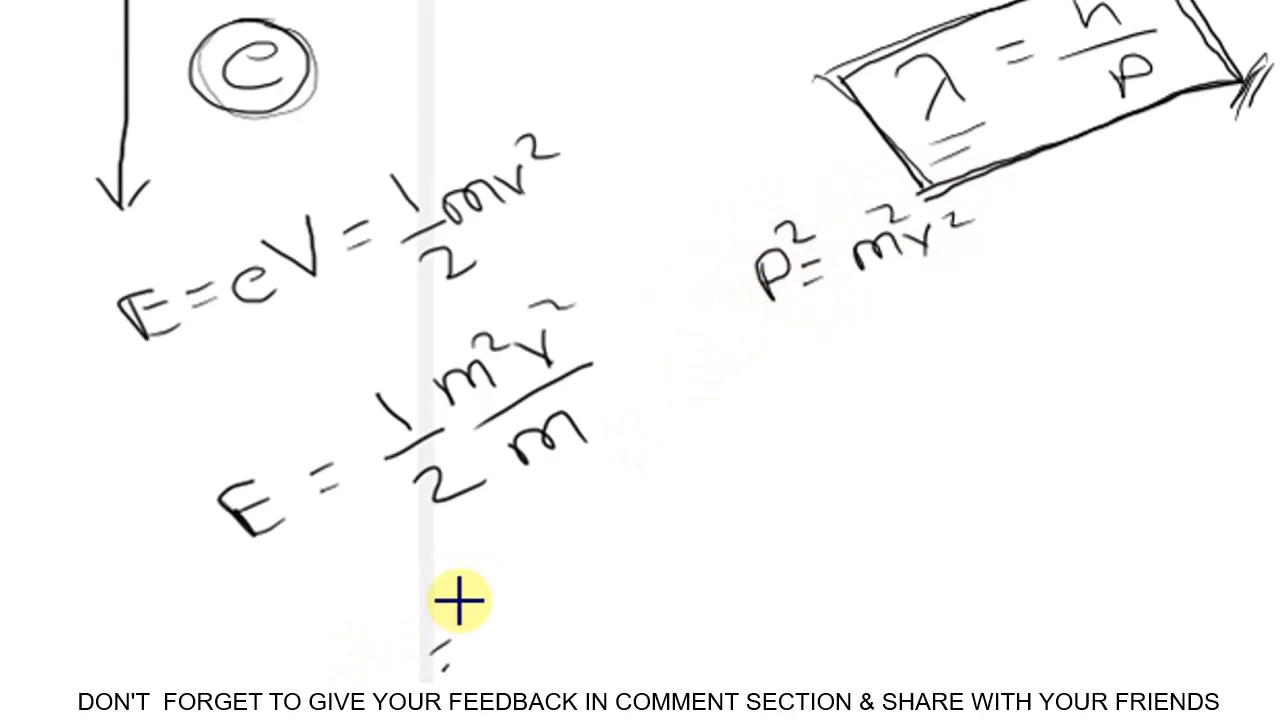 e
λ = h/p
E = eV = 1/2 mv²
P² = m²v²
E = 1/2 m²v²/m
=
DON'T FORGET TO GIVE YOUR FEEDBACK IN COMMENT SECTION & SHARE WITH YOUR FRIENDS